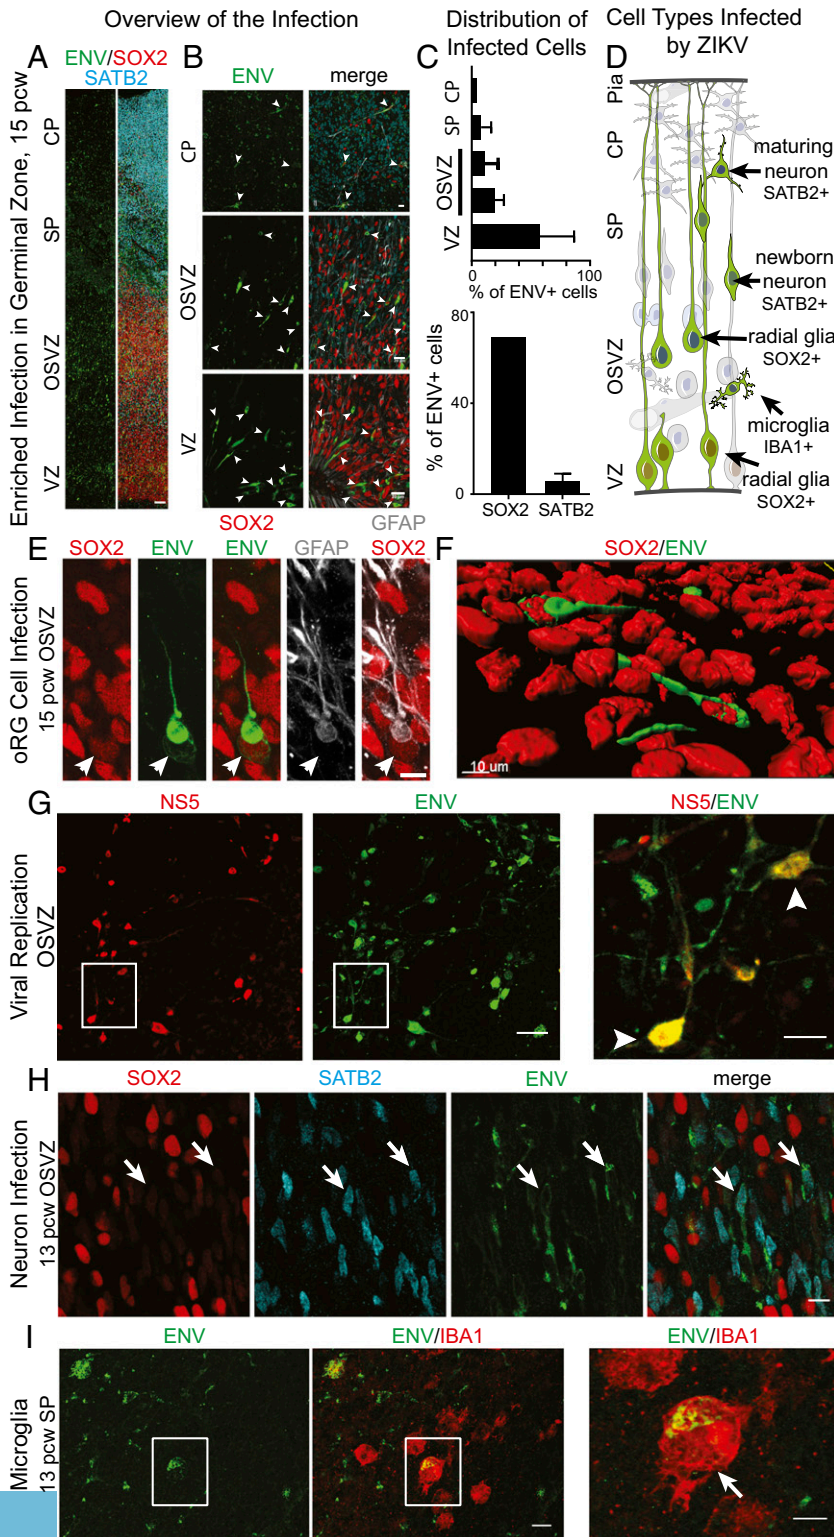 Overview of the Infection
Distribution of
Infected Cells
Cell Types Infected
by ZIKV
A
ENV/SOX2
SATB2
Enriched Infection in Germinal Zone, 15 pcw
CP
SP
OSVZ
VZ
B
ENV
merge
CP
OSVZ
VZ
C
CP
SP
OSVZ
VZ
0
100
% of ENV+ cells
80
40
0
% of ENV+ cells
SOX2
SATB2
D
Pia
CP
SP
OSVZ
VZ
maturing
neuron
SATB2+
newborn
neuron
SATB2+
radial glia
SOX2+
microglia
IBA1+
radial glia
SOX2+
E
oRG Cell Infection
15 pcw OSVZ
SOX2
ENV
SOX2
ENV
GFAP
GFAP
SOX2
F
SOX2/ENV
10 um
G
Viral Replication
OSVZ
NS5
ENV
NS5/ENV
H
Neuron Infection
13 pcw OSVZ
SOX2
SATB2
ENV
merge
I
Microglia
13 pcw SP
ENV
ENV/IBA1
ENV/IBA1